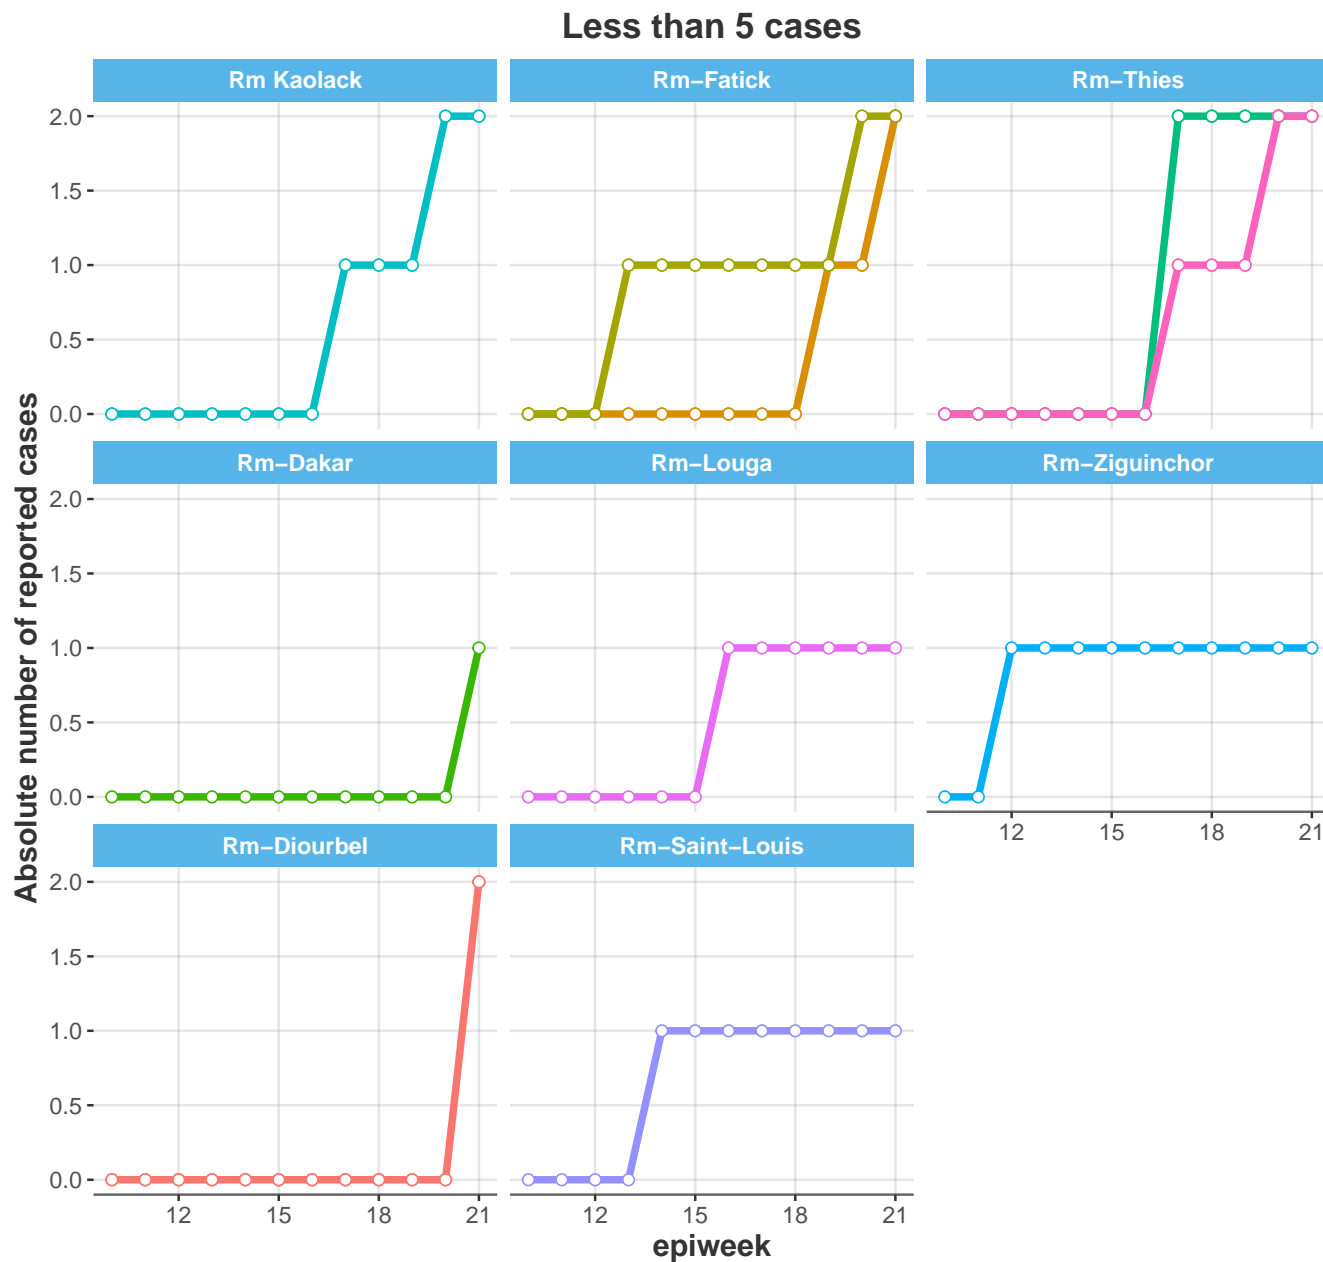 Less than 5 cases
Rm Kaolack
Rm−Fatick
Rm−Thies
2.0
1.5
1.0
0.5
0.0
Rm−Dakar
Rm−Louga
Rm−Ziguinchor
2.0
1.5
1.0
0.5
0.0
12 15 18 21
Rm−Diourbel
Rm−Saint−Louis
2.0
1.5
1.0
0.5
0.0
12 15 18 21
12 15 18 21
epiweek
Absolute number of reported cases